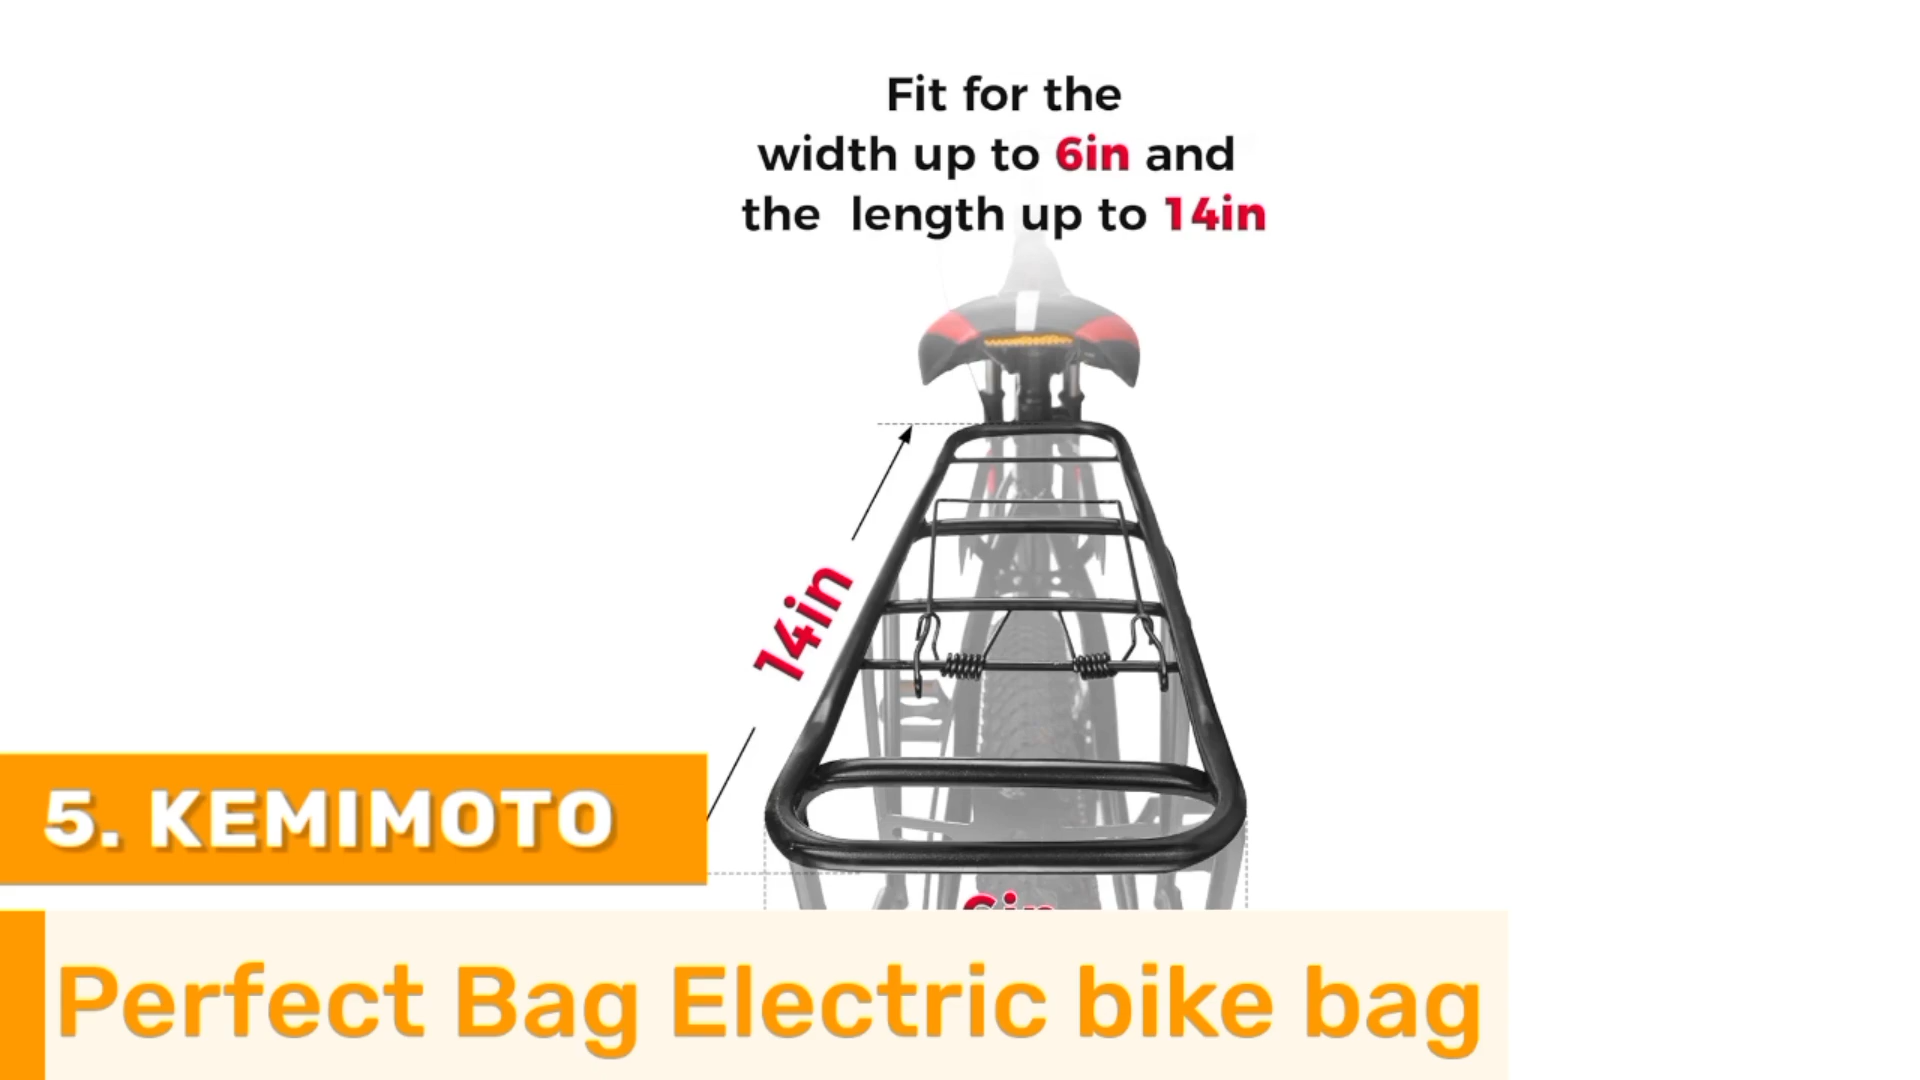 Fit for the
width up to 6in and
the length up to 14in
14in
5. KEMIMOTO
6in
Perfect Bag Electric bike bag